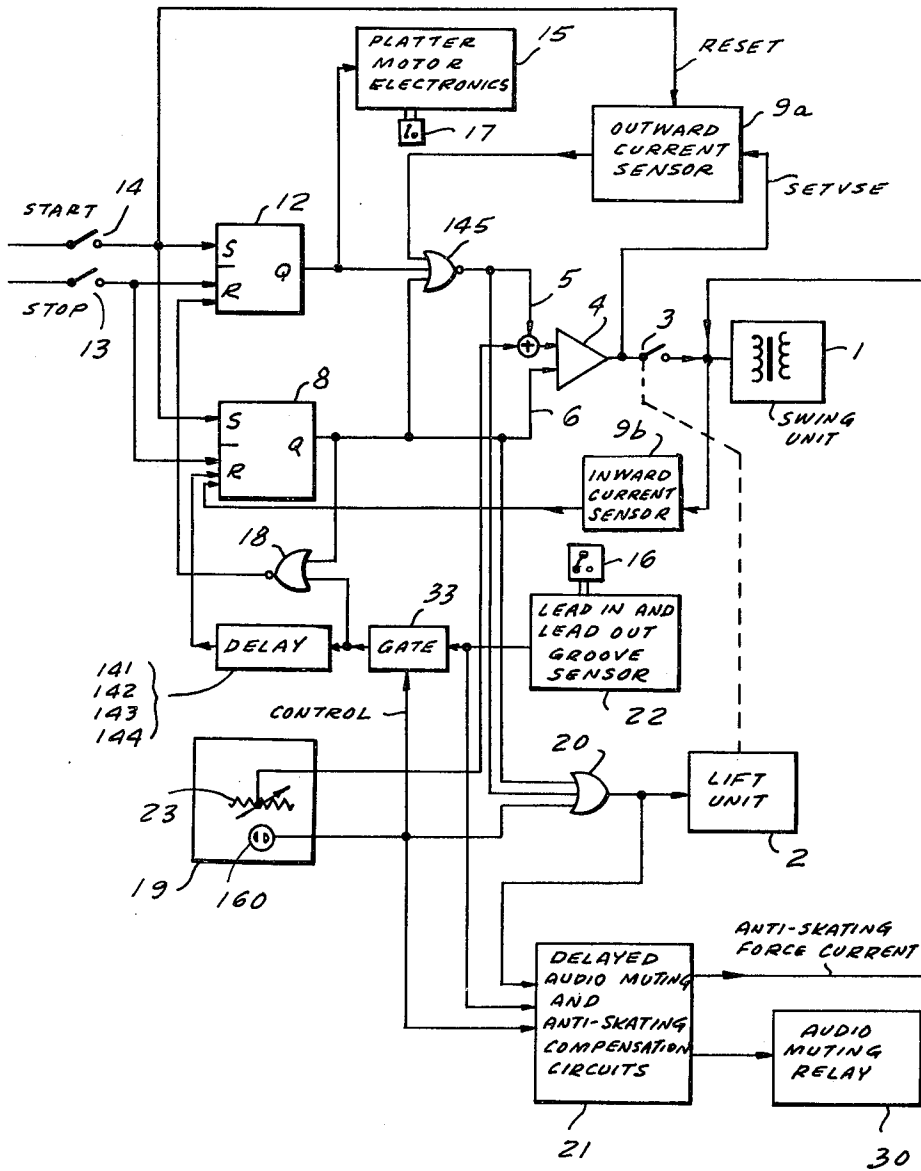 15
PLATTER
MOTOR
ELECTRONICS
RESET
17
9a
OUTWARD
CURRENT
SENSOR
SETVSE
START
14
12
S
R
Q
145
STOP
13
5
4
3
1
SWING
UNIT
8
S
R
Q
6
9b
INWARD
CURRENT
SENSOR
18
16
33
DELAY
GATE
LEAD IN AND
LEAD OUT
GROOVE
SENSOR
22
141
142
143
144
CONTROL
20
LIFT
UNIT
2
23
19
160
DELAYED
AUDIO MUTING
AND
ANTI-SKATING
COMPENSATION
CIRCUITS
21
ANTI-SKATING
FORCE CURRENT
AUDIO
MUTING
RELAY
30